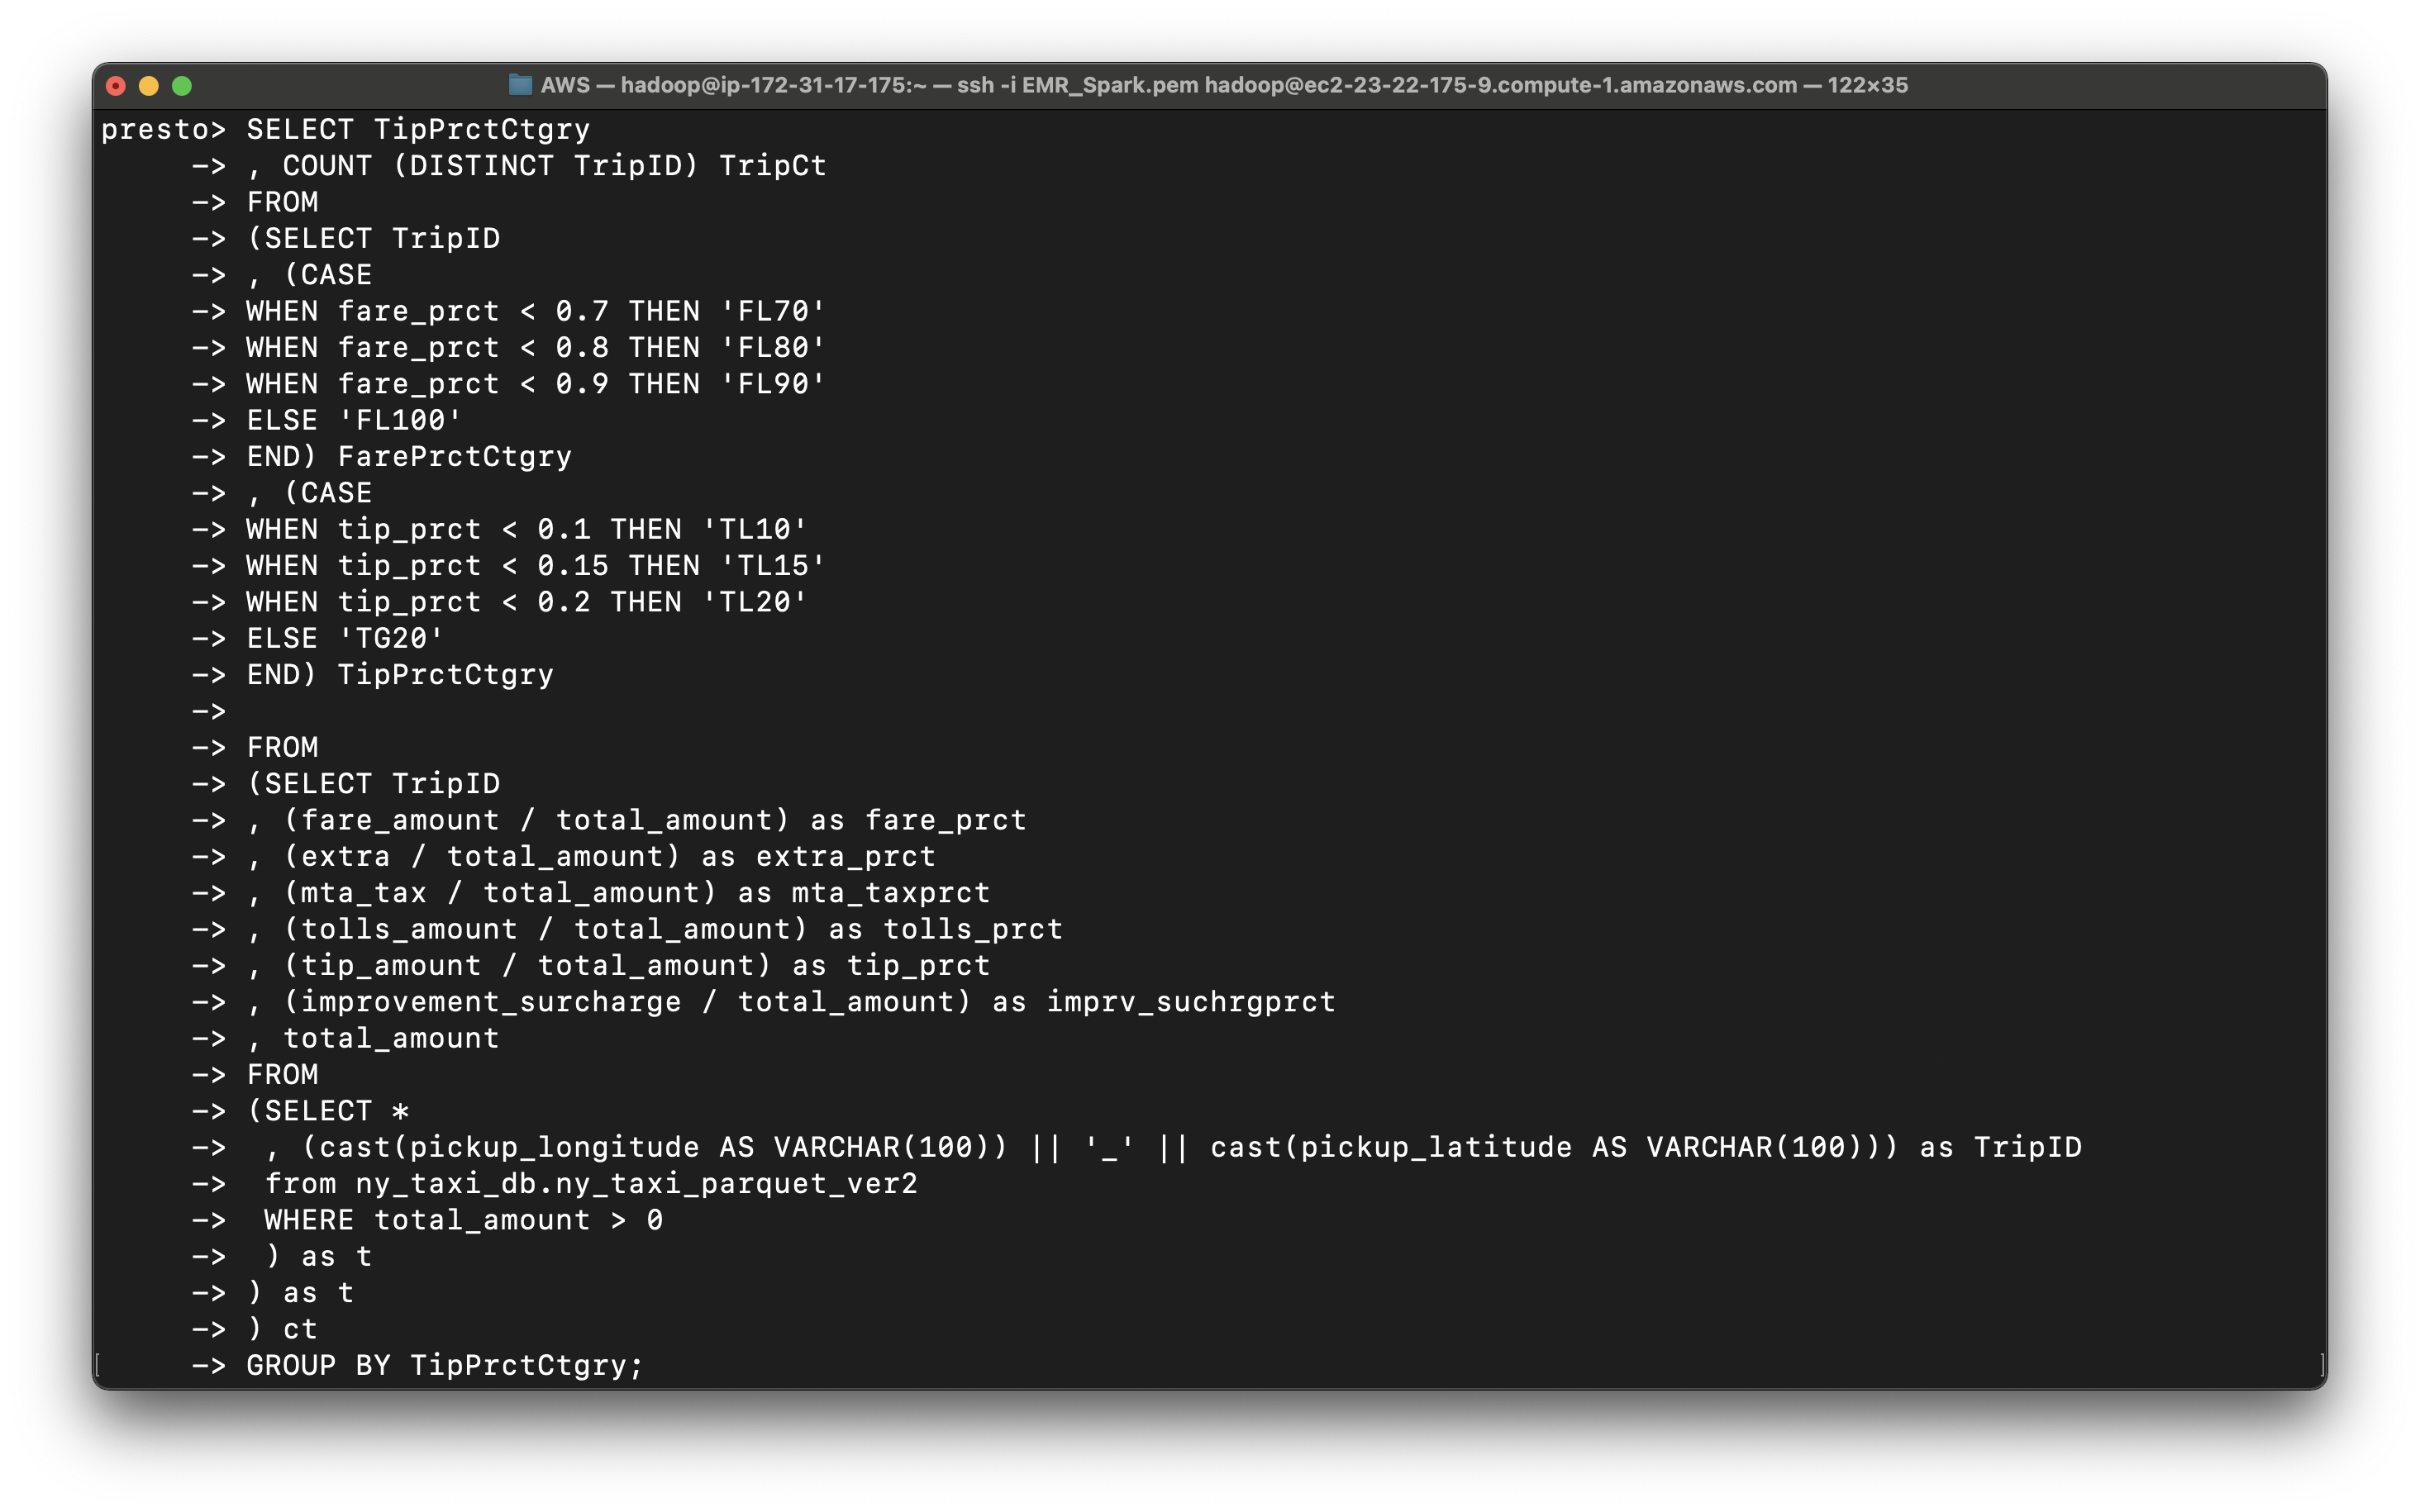 AWS — hadoop@ip-172-31-17-175:~ — ssh -i EMR_Spark.pem hadoop@ec2-23-22-175-9.compute-1.amazonaws.com — 122×35
presto> SELECT TipPrctCtgry
-> , COUNT (DISTINCT TripID) TripCt
-> FROM
-> (SELECT TripID
-> , (CASE
-> WHEN fare_prct < 0.7 THEN 'FL70'
-> WHEN fare_prct < 0.8 THEN 'FL80'
-> WHEN fare_prct < 0.9 THEN 'FL90'
-> ELSE 'FL100'
-> END) FarePrctCtgry
-> , (CASE
-> WHEN tip_prct < 0.1 THEN 'TL10'
-> WHEN tip_prct < 0.15 THEN 'TL15'
-> WHEN tip_prct < 0.2 THEN 'TL20'
-> ELSE 'TG20'
-> END) TipPrctCtgry
->
-> FROM
-> (SELECT TripID
-> , (fare_amount / total_amount) as fare_prct
-> , (extra / total_amount) as extra_prct
-> , (mta_tax / total_amount) as mta_taxprct
-> , (tolls_amount / total_amount) as tolls_prct
-> , (tip_amount / total_amount) as tip_prct
-> , (improvement_surcharge / total_amount) as imprv_suchrgprct
-> , total_amount
-> FROM
-> (SELECT *
->  , (cast(pickup_longitude AS VARCHAR(100)) || '_' || cast(pickup_latitude AS VARCHAR(100))) as TripID
->  from ny_taxi_db.ny_taxi_parquet_ver2
->  WHERE total_amount > 0
->  ) as t
-> ) as t
-> ) ct
[ -> GROUP BY TipPrctCtgry; ]